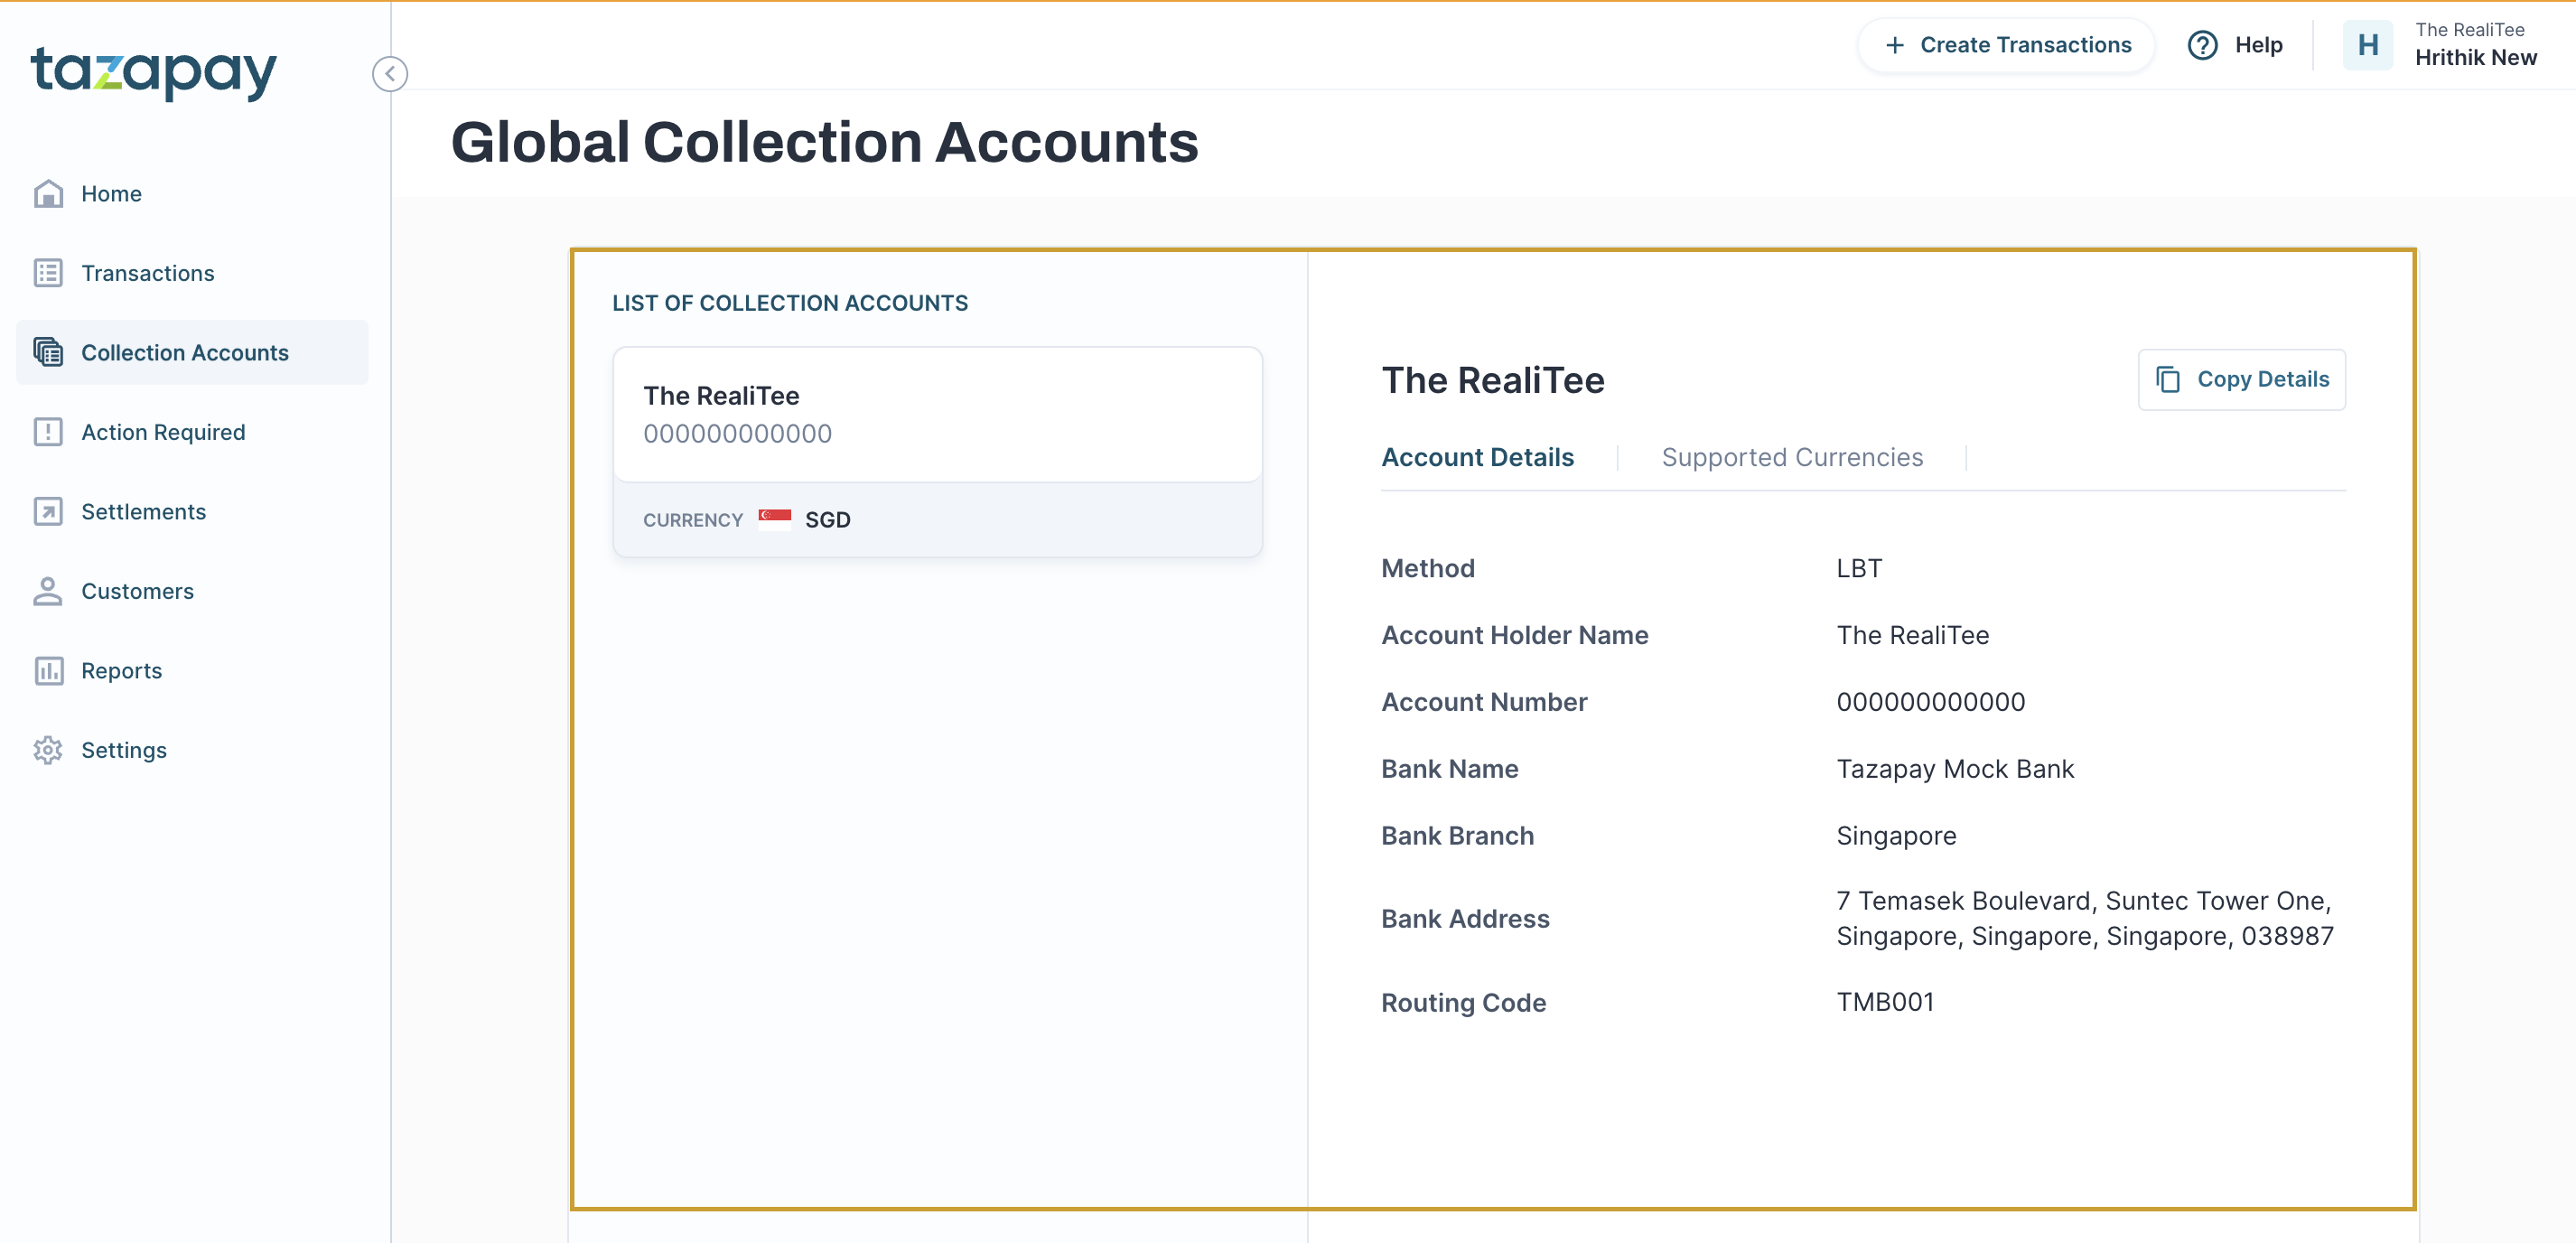 tazapay
Home
Transactions
Collection Accounts
Action Required
Settlements
Customers
Reports
Settings
Create Transactions
Help
H
The RealiTee
Hrithik New
Global Collection Accounts
LIST OF COLLECTION ACCOUNTS
The RealiTee
000000000000
CURRENCY SGD
The RealiTee
Copy Details
Account Details
Supported Currencies
Method LBT
Account Holder Name The RealiTee
Account Number 000000000000
Bank Name Tazapay Mock Bank
Bank Branch Singapore
Bank Address 7 Temasek Boulevard, Suntec Tower One,
Singapore, Singapore, Singapore, 038987
Routing Code TMB001